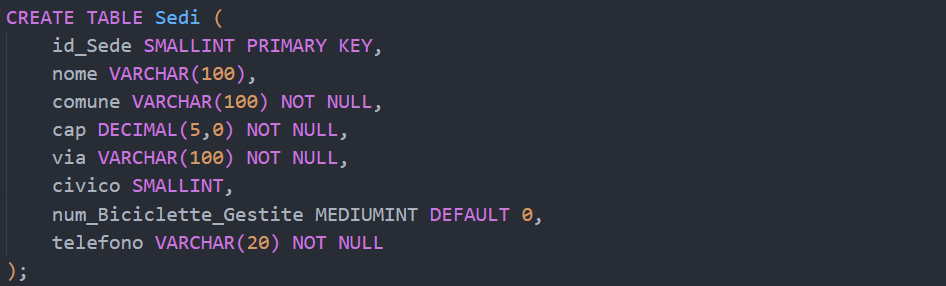 CREATE TABLE Sedi (
    id_Sede SMALLINT PRIMARY KEY,
    nome VARCHAR(100),
    comune VARCHAR(100) NOT NULL,
    cap DECIMAL(5,0) NOT NULL,
    via VARCHAR(100) NOT NULL,
    civico SMALLINT,
    num_Biciclette_Gestite MEDIUMINT DEFAULT 0,
    telefono VARCHAR(20) NOT NULL
);